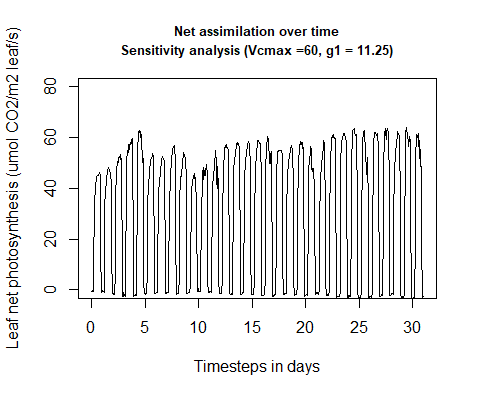 Net assimilation over time
Sensitivity analysis (Vcmax =60, g1 = 11.25)
Leaf net photosynthesis (umol CO2/m2 leaf/s)
80
60
40
20
0
0 5 10 15 20 25 30
Timesteps in days